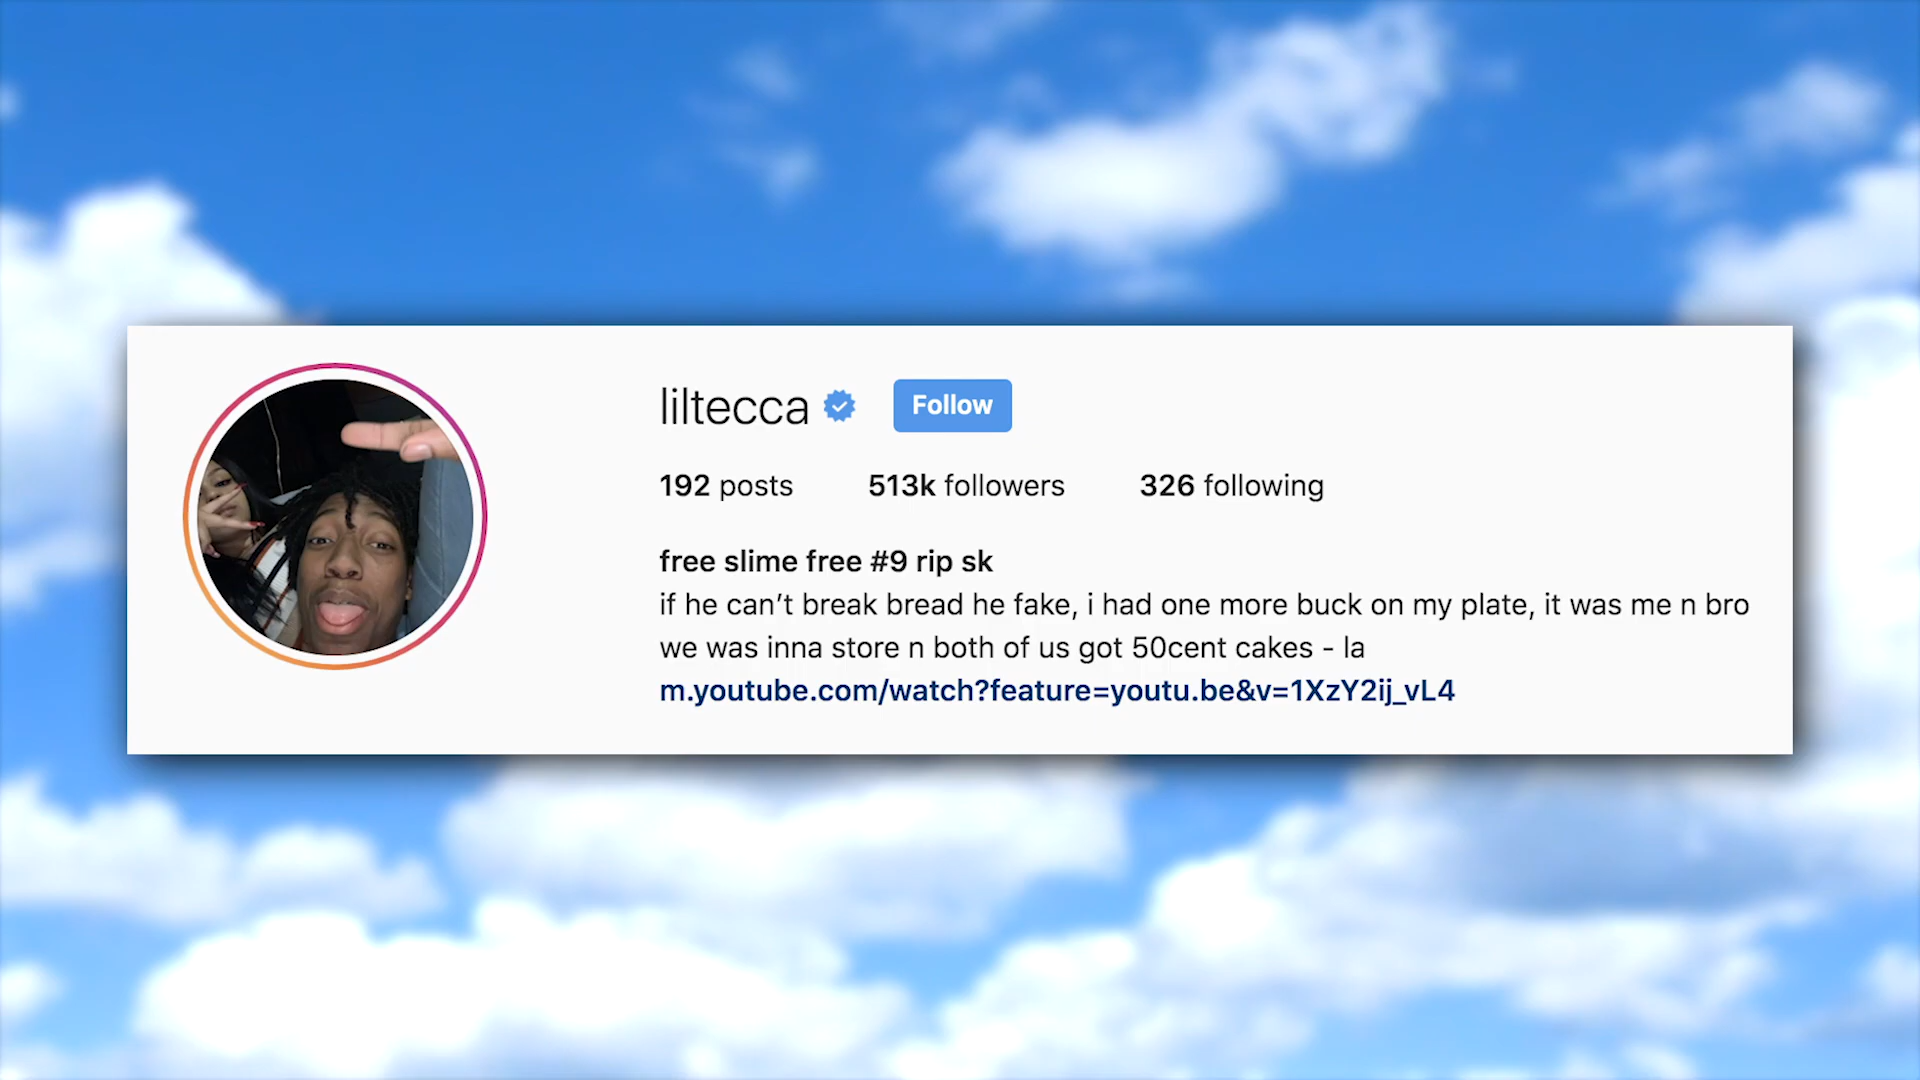 liltecca Follow
192 posts 513k followers 326 following
free slime free #9 rip sk
if he can’t break bread he fake, i had one more buck on my plate, it was me n bro
we was inna store n both of us got 50cent cakes - la
m.youtube.com/watch?feature=youtu.be&v=1XzY2ij_vL4